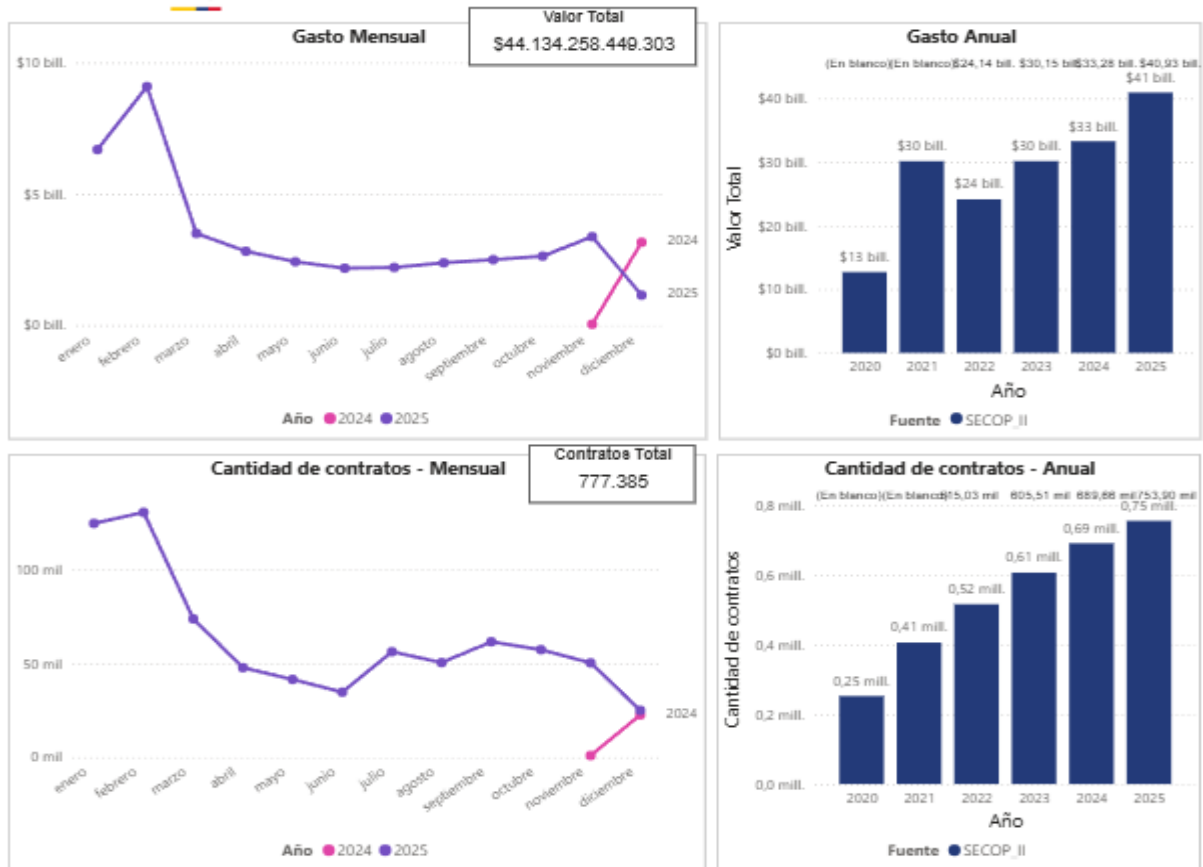 Valor Total
$44.134.258.449.303
Gasto Mensual
$10 bill.
$5 bill.
$0 bill.
2024
2025
enero
febrero
marzo
abril
mayo
junio
julio
agosto
septiembre
octubre
noviembre
diciembre
Año 2024 2025
Gasto Anual
(En blanco) (En blanco) $24,14 bill. $30,15 bill. $33,28 bill. $40,93 bill.
$41 bill.
$40 bill.
$33 bill.
$30 bill.
$30 bill.
$30 bill.
$24 bill.
$20 bill.
$13 bill.
$10 bill.
$0 bill.
Valor Total
2020 2021 2022 2023 2024 2025
Año
Fuente SECOP_II
Contratos Total
777.385
Cantidad de contratos - Mensual
100 mil
50 mil
0 mil
2024
enero
febrero
marzo
abril
mayo
junio
julio
agosto
septiembre
octubre
noviembre
diciembre
Año 2024 2025
Cantidad de contratos - Anual
(En blanco) (En blanco) 15,03 mil 605,51 mil 689,66 mil 753,90 mil
0,8 mill.
0,75 mill.
0,69 mill.
0,61 mill.
0,6 mill.
0,52 mill.
0,41 mill.
0,4 mill.
0,25 mill.
0,2 mill.
0,0 mill.
Cantidad de contratos
2020 2021 2022 2023 2024 2025
Año
Fuente SECOP_II